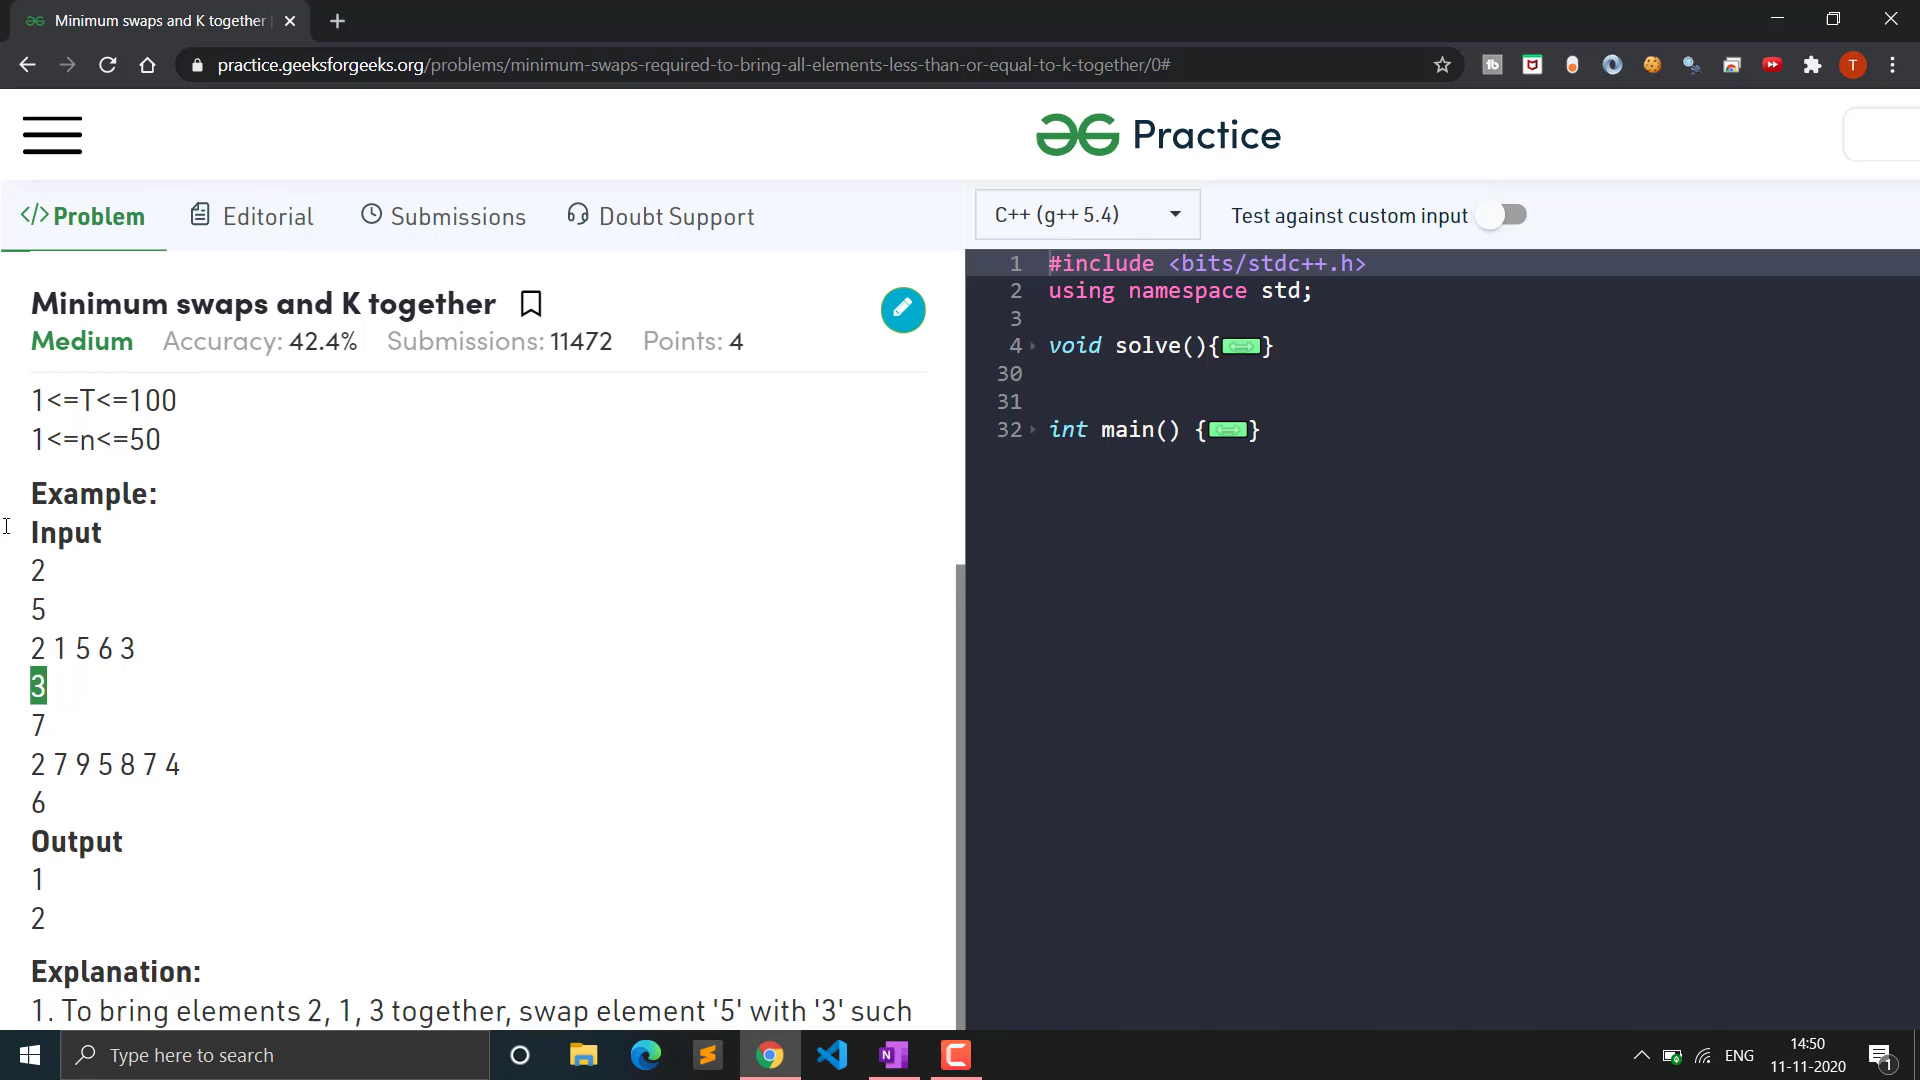 Minimum swaps and K together
practice.geeksforgeeks.org/problems/minimum-swaps-required-to-bring-all-elements-less-than-or-equal-to-k-together/0#
tb
T
Practice
</> Problem
Editorial
Submissions
Doubt Support
C++ (g++ 5.4)
Test against custom input
Minimum swaps and K together
Medium Accuracy: 42.4% Submissions: 11472 Points: 4
1<=T<=100
1<=n<=50
Example:
Input
2
5
2 1 5 6 3
3
7
2 7 9 5 8 7 4
6
Output
1
2
Explanation:
1. To bring elements 2, 1, 3 together, swap element '5' with '3' such
1 #include <bits/stdc++.h>
2 using namespace std;
3
4 void solve(){}
30
31
32 int main() {}
Type here to search
N
ENG
14:50
11-11-2020
1